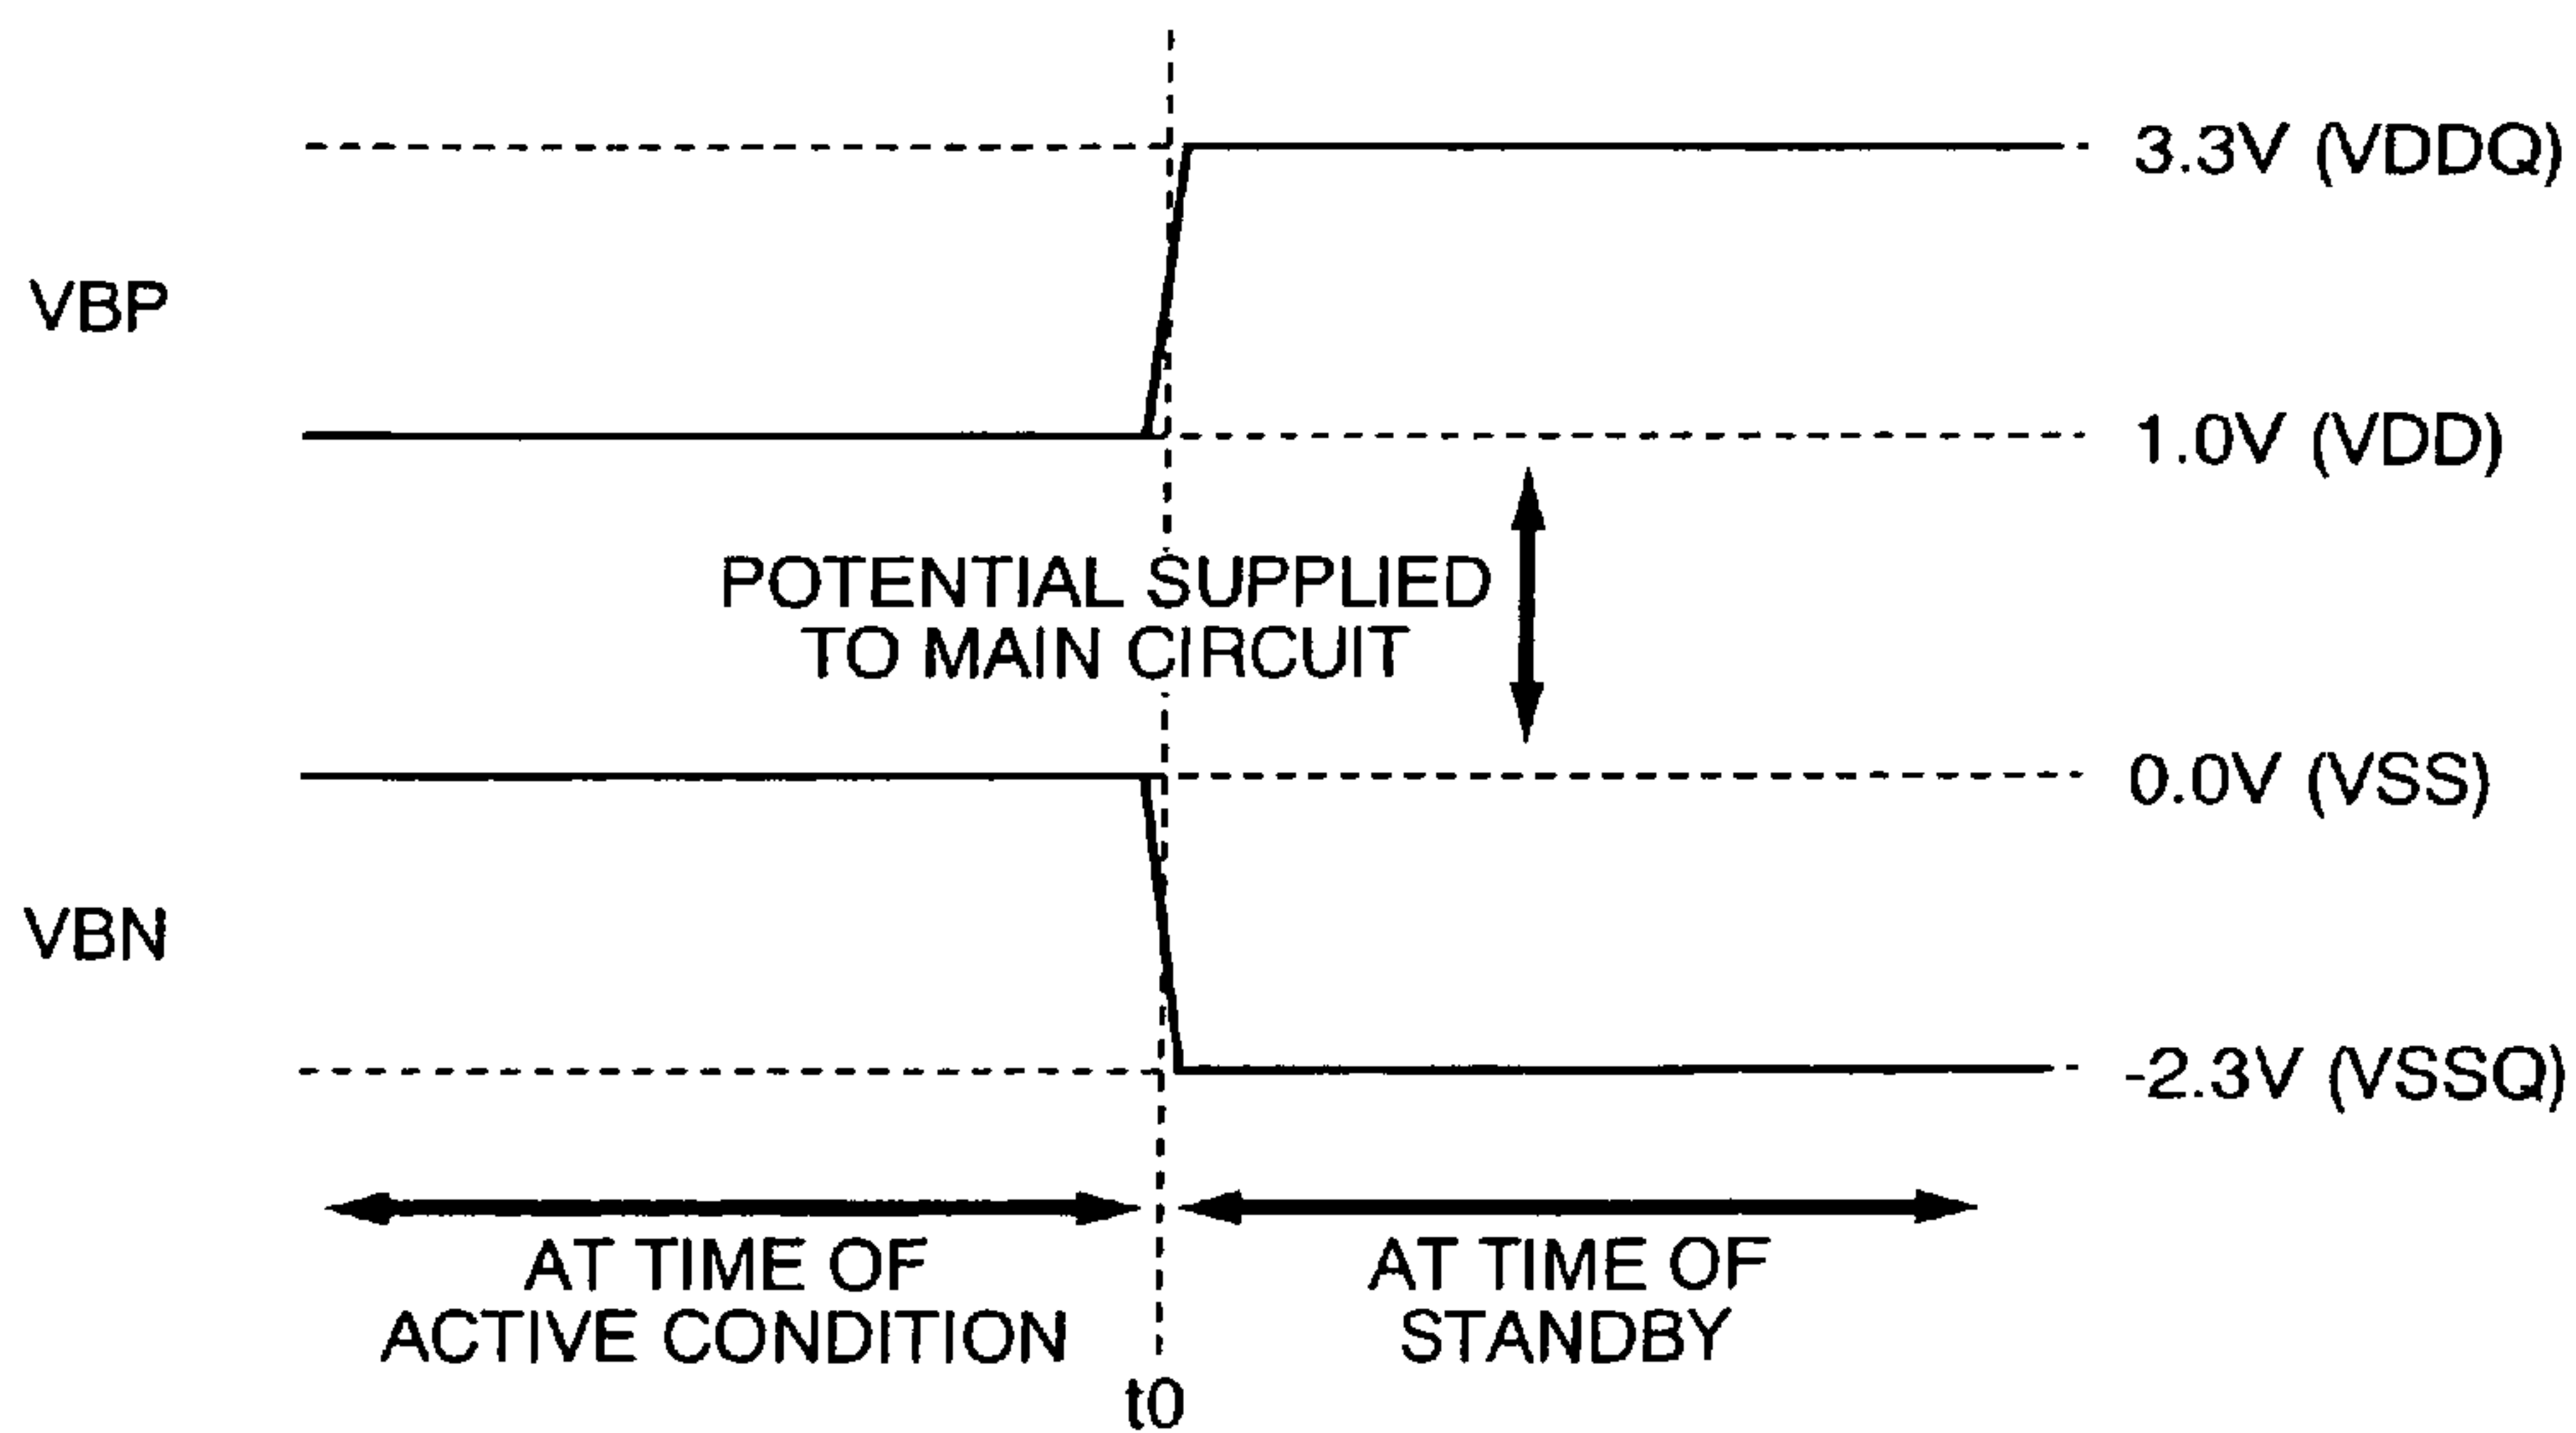 3.3V (VDDQ)
VBP
1.0V (VDD)
POTENTIAL SUPPLIED
TO MAIN CIRCUIT
0.0V (VSS)
VBN
-2.3V (VSSQ)
AT TIME OF
ACTIVE CONDITION
AT TIME OF
STANDBY
t0